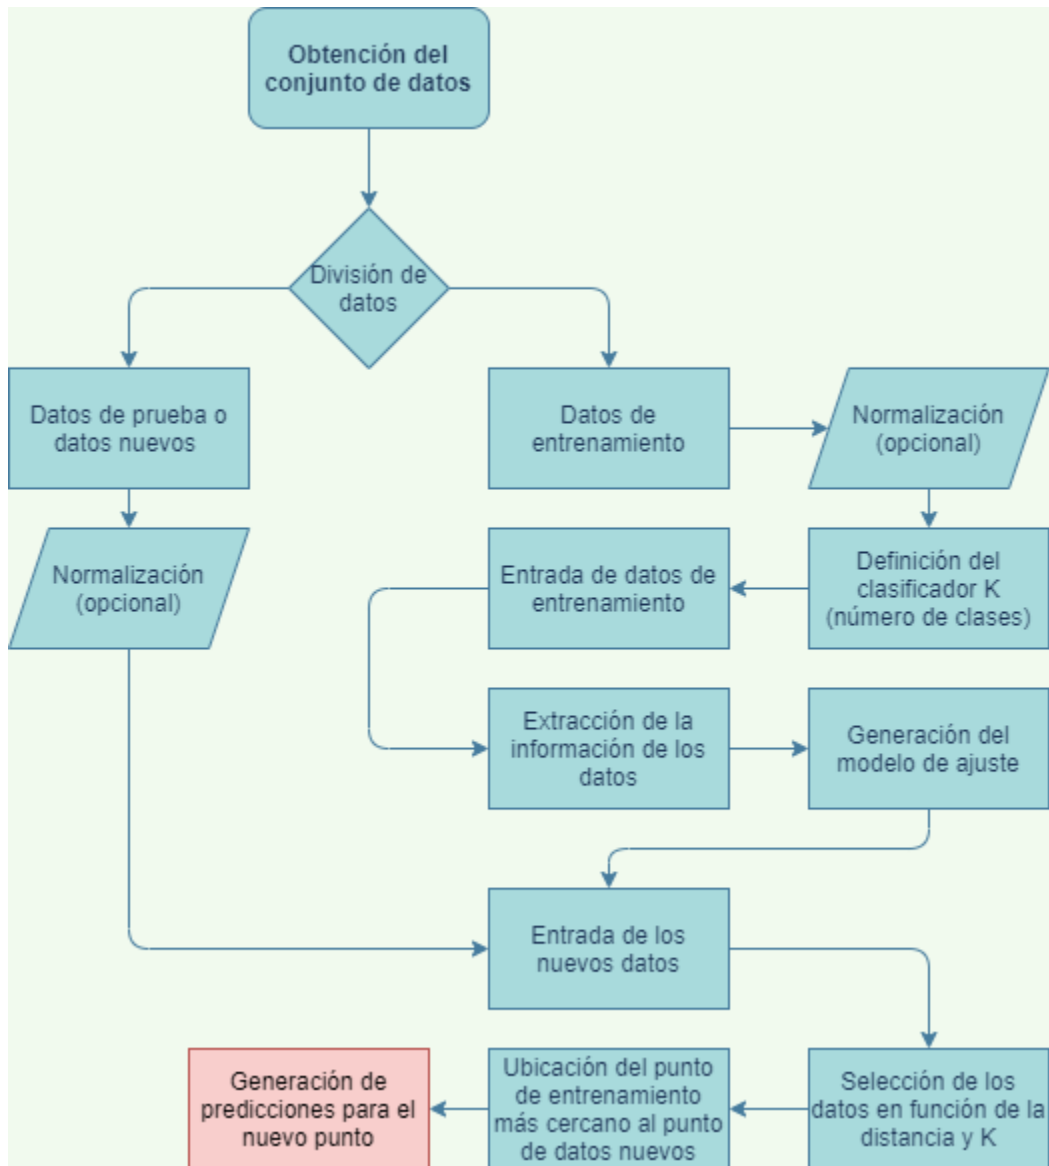 Obtención del
conjunto de datos
División de
datos
Datos de prueba o
datos nuevos
Datos de
entrenamiento
Normalización
(opcional)
Normalización
(opcional)
Entrada de datos de
entrenamiento
Definición del
clasificador K
(número de clases)
Extracción de la
información de los
datos
Generación del
modelo de ajuste
Entrada de los
nuevos datos
Generación de
predicciones para el
nuevo punto
Ubicación del punto
de entrenamiento
más cercano al punto
de datos nuevos
Selección de los
datos en función de la
distancia y K